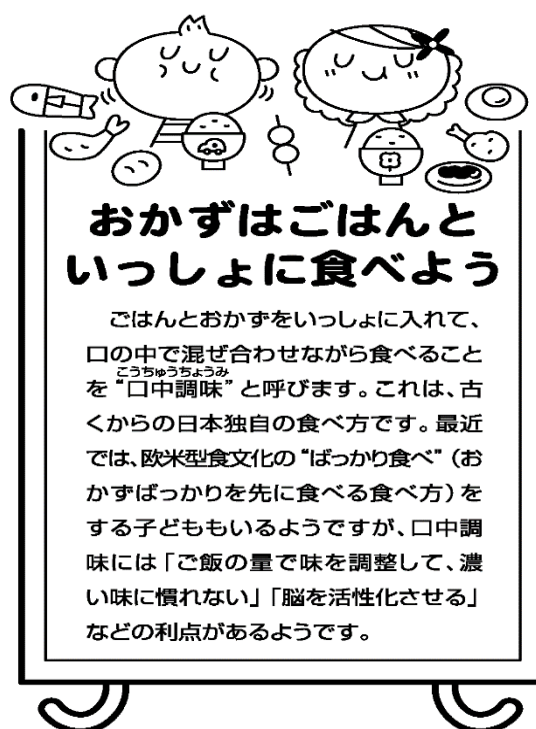 おかずはごはんと
いっしょに食べよう
ごはんとおかずをいっしょに入れて、
口の中で混ぜ合わせながら食べること
こうちゅうちょうみ
を“口中調味”と呼びます。これは、古
くからの日本独自の食べ方です。最近
では、欧米型食文化の“ばっかり食べ”（お
かずばっかりを先に食べる食べ方）を
する子どももいるようですが、口中調
味には「ご飯の量で味を調整して、濃
い味に慣れない」「脳を活性化させる」
などの利点があるようです。